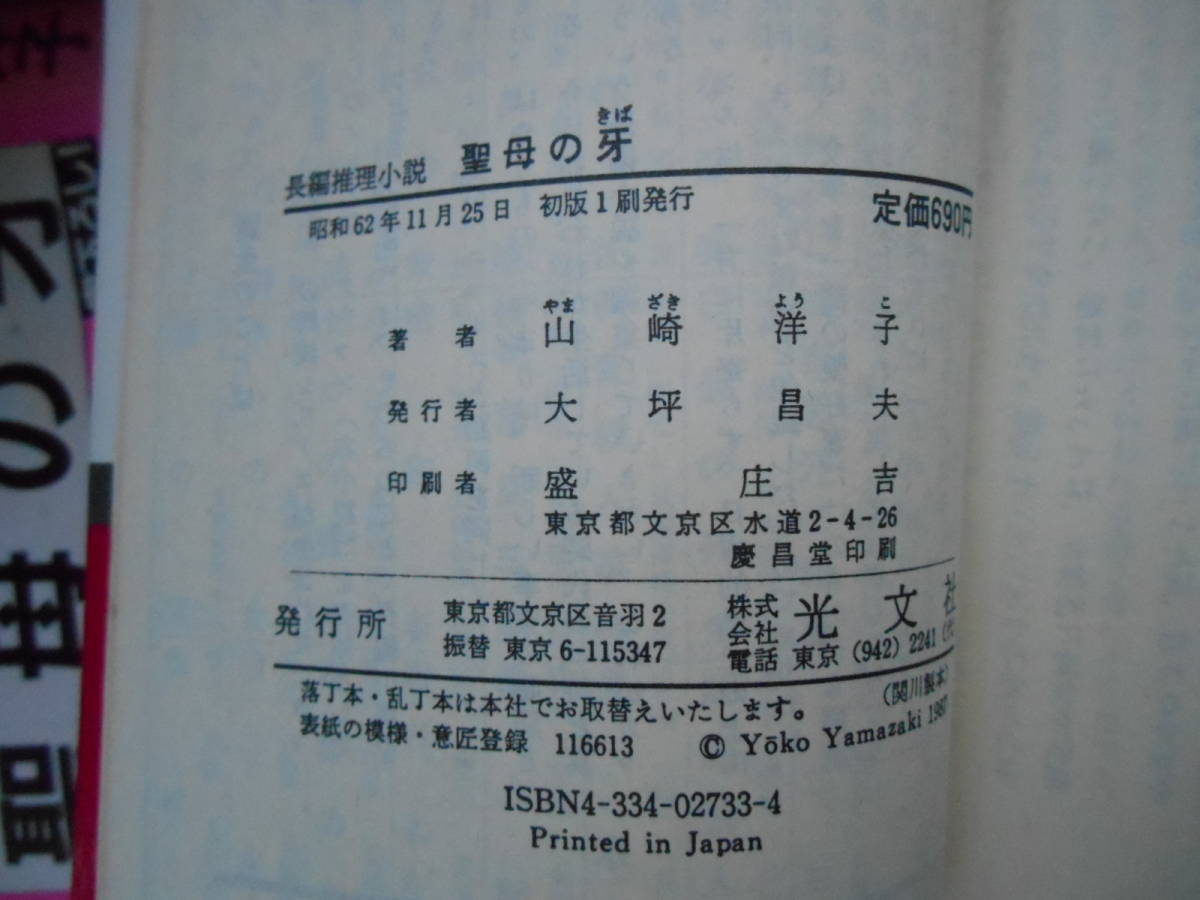 長編推理小説 聖母の牙
きば
昭和62年11月25日 初版1刷発行 定価690円
やま ざき よう こ
著者 山崎洋子
発行者 大坪昌夫
印刷者 盛庄吉
東京都文京区水道2-4-26
慶昌堂印刷
発行所 東京都文京区音羽2 株式会社 光文社
振替 東京6-115347 電話 東京(942)2241(代
落丁本・乱丁本は本社でお取替えいたします。 (関川製本)
表紙の模様・意匠登録 116613 © Yōko Yamazaki 1987
ISBN4-334-02733-4
Printed in Japan